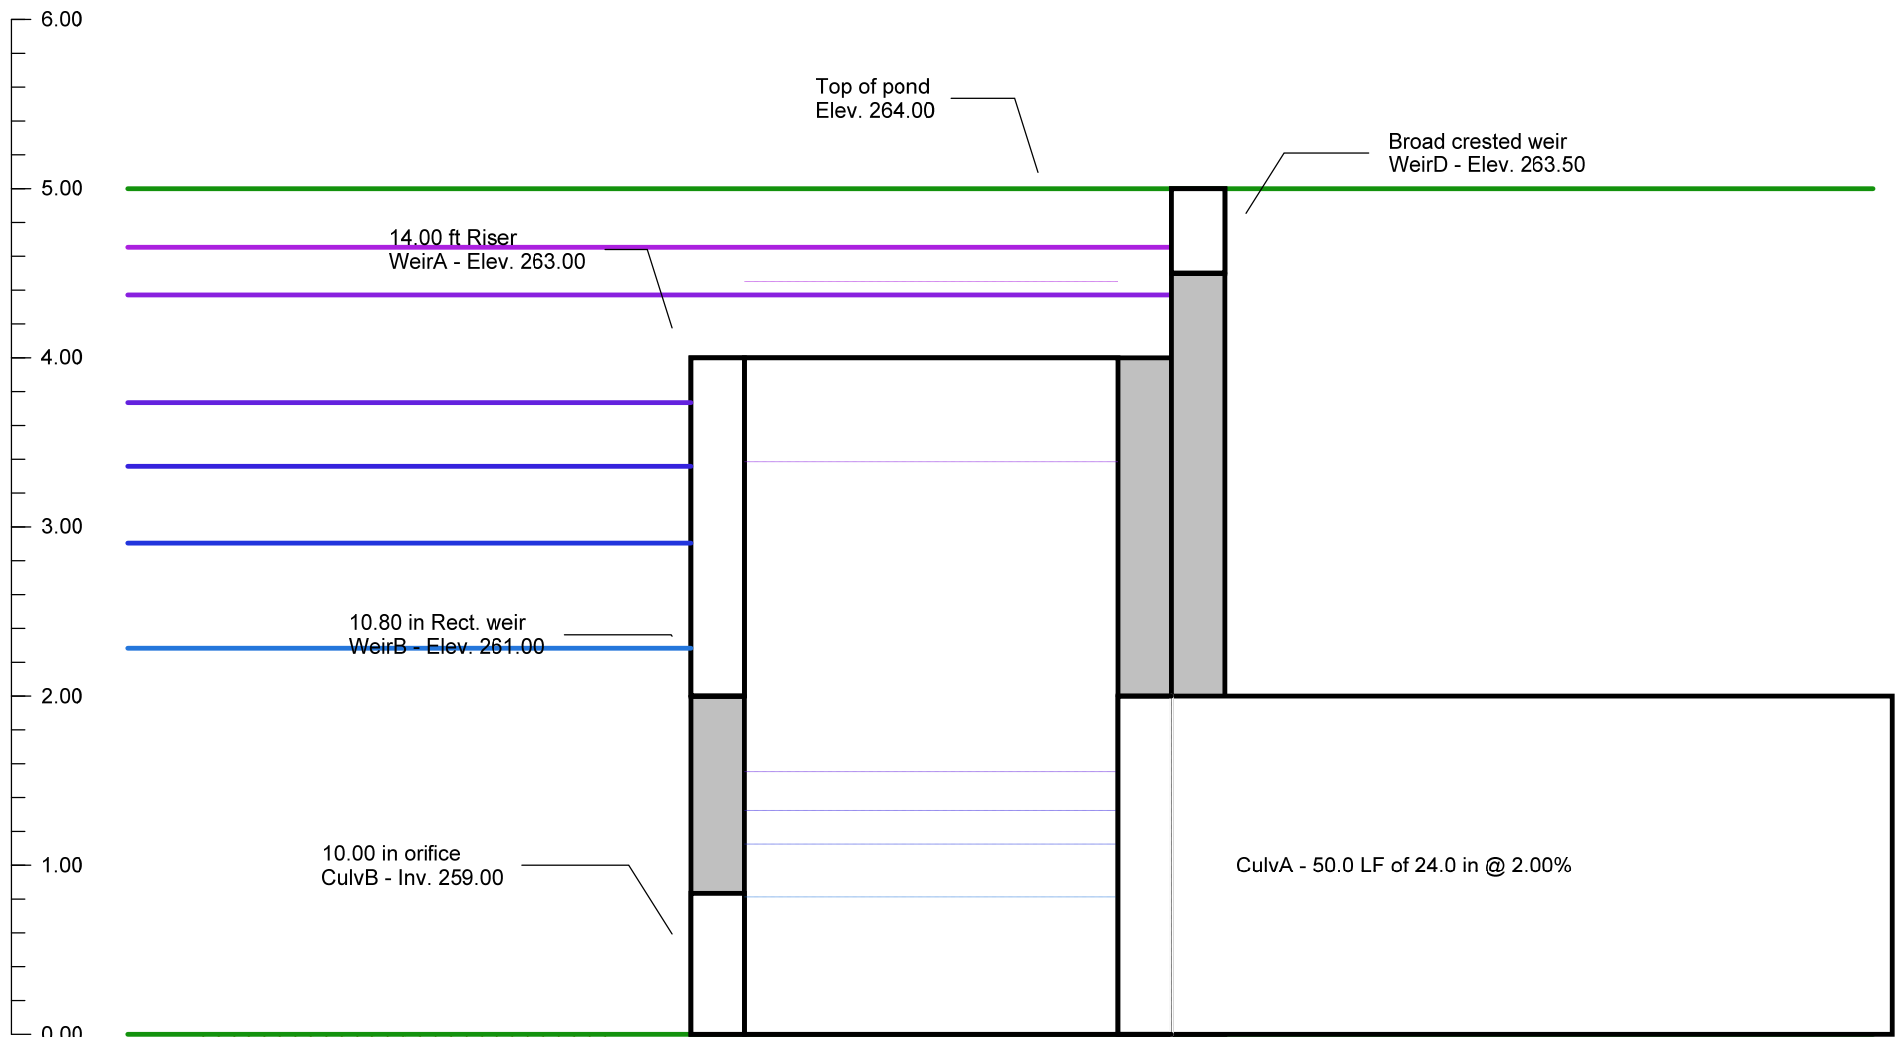 6.00
Top of pond
Elev. 264.00
Broad crested weir
WeirD - Elev. 263.50
5.00
14.00 ft Riser
WeirA - Elev. 263.00
4.00
3.00
10.80 in Rect. weir
WeirB - Elev. 261.00
2.00
10.00 in orifice
CulvB - Inv. 259.00
1.00
CulvA - 50.0 LF of 24.0 in @ 2.00%
0.00